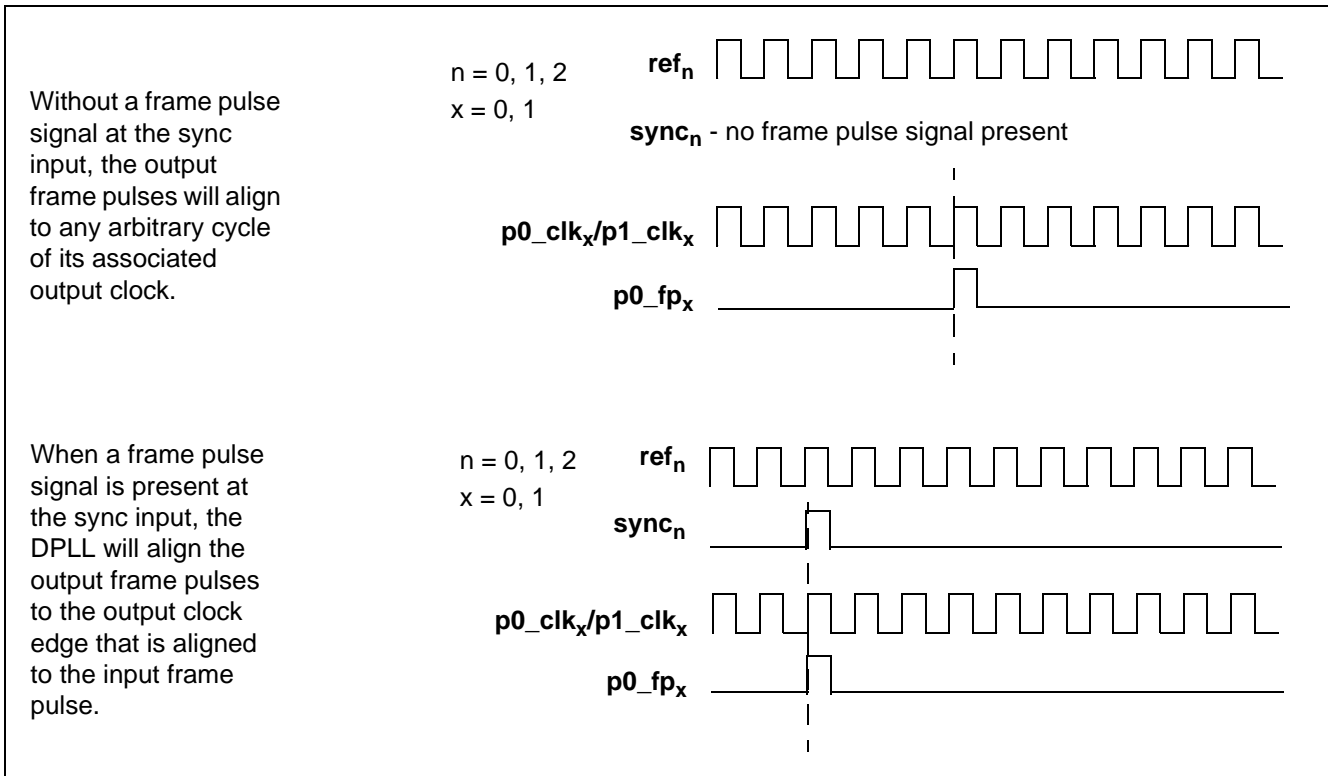 Without a frame pulse
signal at the sync
input, the output
frame pulses will align
to any arbitrary cycle
of its associated
output clock.
n = 0, 1, 2
x = 0, 1
refn
syncn - no frame pulse signal present
p0_clkx/p1_clkx
p0_fpx
When a frame pulse
signal is present at
the sync input, the
DPLL will align the
output frame pulses
to the output clock
edge that is aligned
to the input frame
pulse.
n = 0, 1, 2
x = 0, 1
refn
syncn
p0_clkx/p1_clkx
p0_fpx